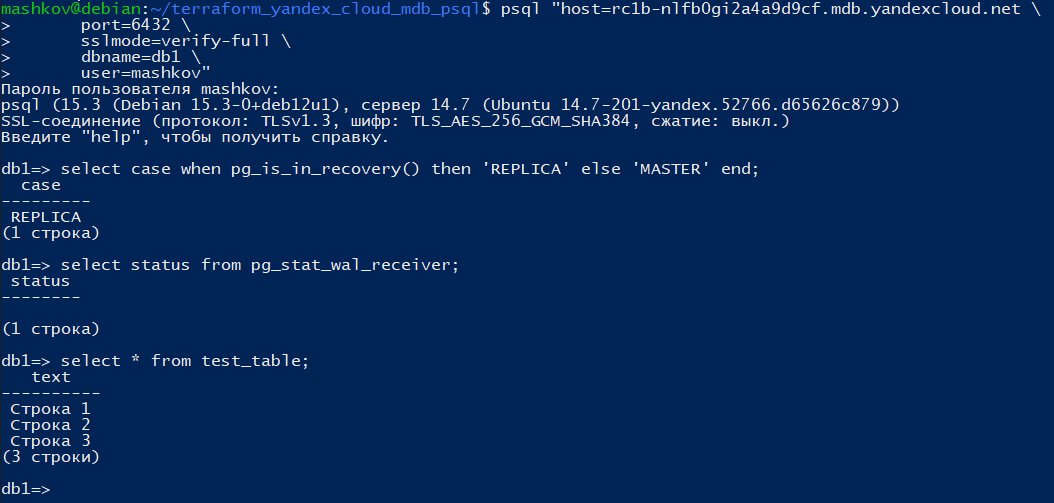 mashkov@debian:~/terraform_yandex_cloud_mdb_psql$ psql "host=rc1b-nlfb0gi2a4a9d9cf.mdb.yandexcloud.net \
>       port=6432 \
>       sslmode=verify-full \
>       dbname=db1 \
>       user=mashkov"
Пароль пользователя mashkov:
psql (15.3 (Debian 15.3-0+deb12u1), сервер 14.7 (Ubuntu 14.7-201-yandex.52766.d65626c879))
SSL-соединение (протокол: TLSv1.3, шифр: TLS_AES_256_GCM_SHA384, сжатие: выкл.)
Введите "help", чтобы получить справку.

db1=> select case when pg_is_in_recovery() then 'REPLICA' else 'MASTER' end;
  case
---------
 REPLICA
(1 строка)

db1=> select status from pg_stat_wal_receiver;
 status
--------

(1 строка)

db1=> select * from test_table;
   text
----------
 Строка 1
 Строка 2
 Строка 3
(3 строки)

db1=>